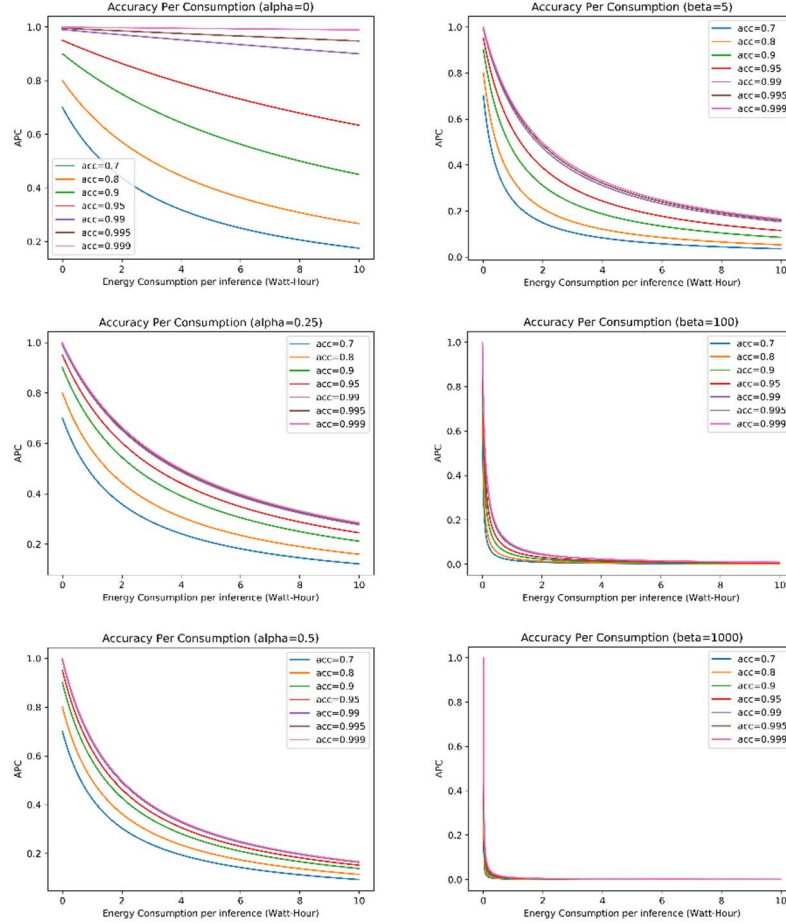 Accuracy Per Consumption (alpha=0)
1.0
0.8
0.6
0.4
0.2
APC
acc=0.7
acc=0.8
acc=0.9
acc=0.95
acc=0.99
acc=0.995
acc=0.999
0 2 4 6 8 10
Energy Consumption per inference (Watt-Hour)
Accuracy Per Consumption (beta=5)
1.0
0.8
0.6
0.4
0.2
0.0
APC
acc=0.7
acc=0.8
acc=0.9
acc=0.95
acc=0.99
acc=0.995
acc=0.999
0 2 4 6 8 10
Energy Consumption per inference (Watt-Hour)
Accuracy Per Consumption (alpha=0.25)
1.0
0.8
0.6
0.4
0.2
APC
acc=0.7
acc=0.8
acc=0.9
acc=0.95
acc=0.99
acc=0.995
acc=0.999
0 2 4 6 8 10
Energy Consumption per inference (Watt-Hour)
Accuracy Per Consumption (beta=100)
1.0
0.8
0.6
0.4
0.2
0.0
APC
acc=0.7
acc=0.8
acc=0.9
acc=0.95
acc=0.99
acc=0.995
acc=0.999
0 2 4 6 8 10
Energy Consumption per inference (Watt-Hour)
Accuracy Per Consumption (alpha=0.5)
1.0
0.8
0.6
0.4
0.2
APC
acc=0.7
acc=0.8
acc=0.9
acc=0.95
acc=0.99
acc=0.995
acc=0.999
0 2 4 6 8 10
Energy Consumption per inference (Watt-Hour)
Accuracy Per Consumption (beta=1000)
1.0
0.8
0.6
0.4
0.2
0.0
APC
acc=0.7
acc=0.8
acc=0.9
acc=0.95
acc=0.99
acc=0.995
acc=0.999
0 2 4 6 8 10
Energy Consumption per inference (Watt-Hour)